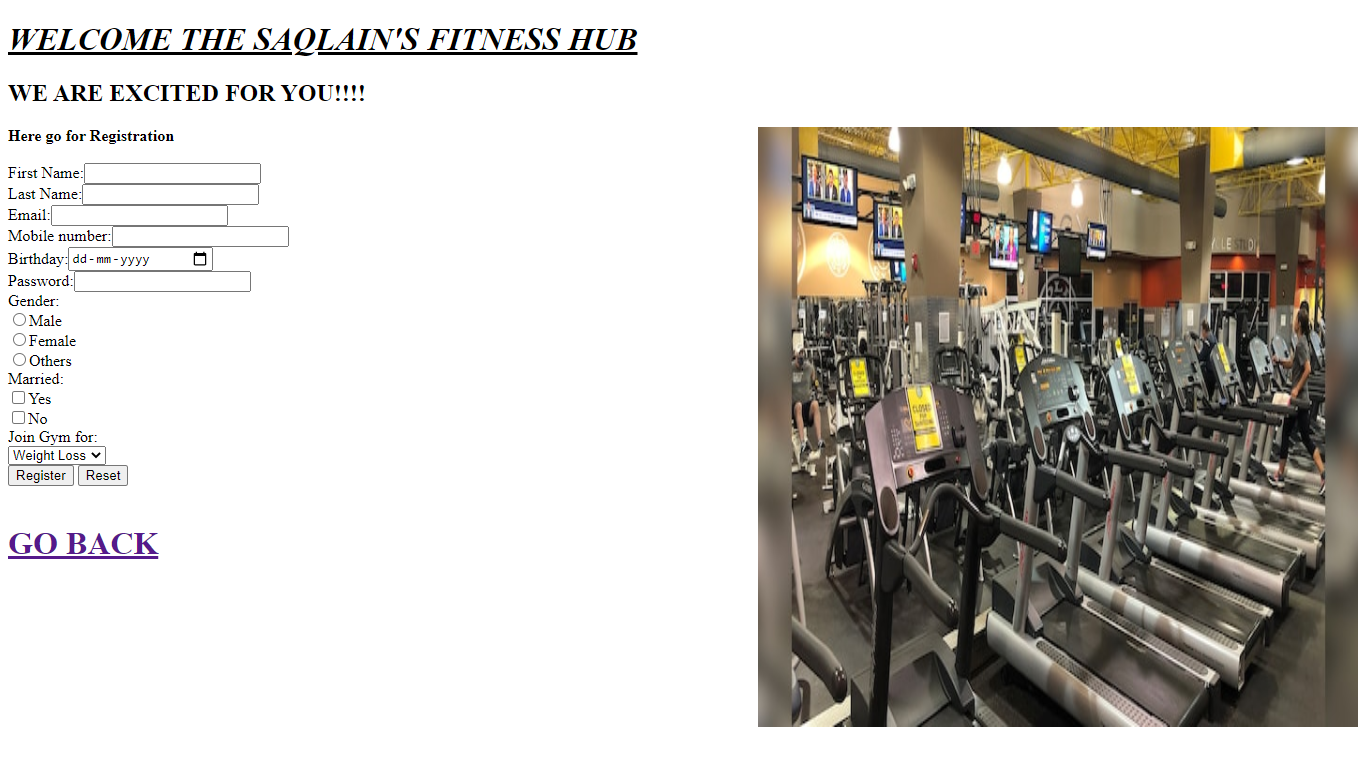 WELCOME THE SAQLAIN'S FITNESS HUB
WE ARE EXCITED FOR YOU!!!!
Here go for Registration
First Name:
Last Name:
Email:
Mobile number:
Birthday: dd-mm-yyyy
Password:
Gender:
Male
Female
Others
Married:
Yes
No
Join Gym for:
Weight Loss
Register Reset
GO BACK
CLOSED
FOR